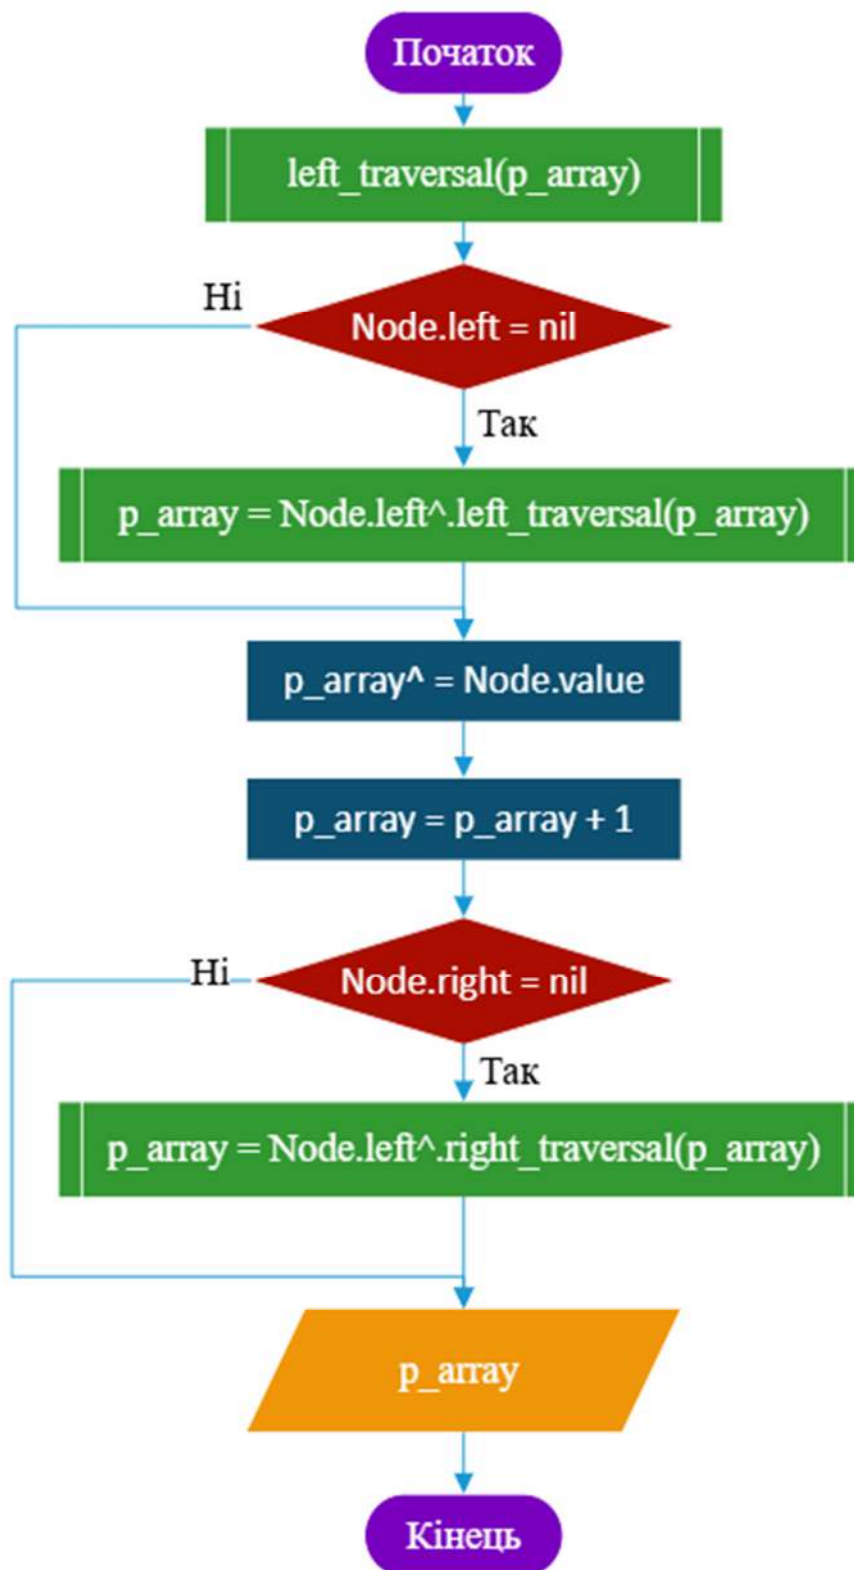 Початок
left_traversal(p_array)
Ні
Node.left = nil
Так
p_array = Node.left^.left_traversal(p_array)
p_array^ = Node.value
p_array = p_array + 1
Ні
Node.right = nil
Так
p_array = Node.left^.right_traversal(p_array)
p_array
Кінець